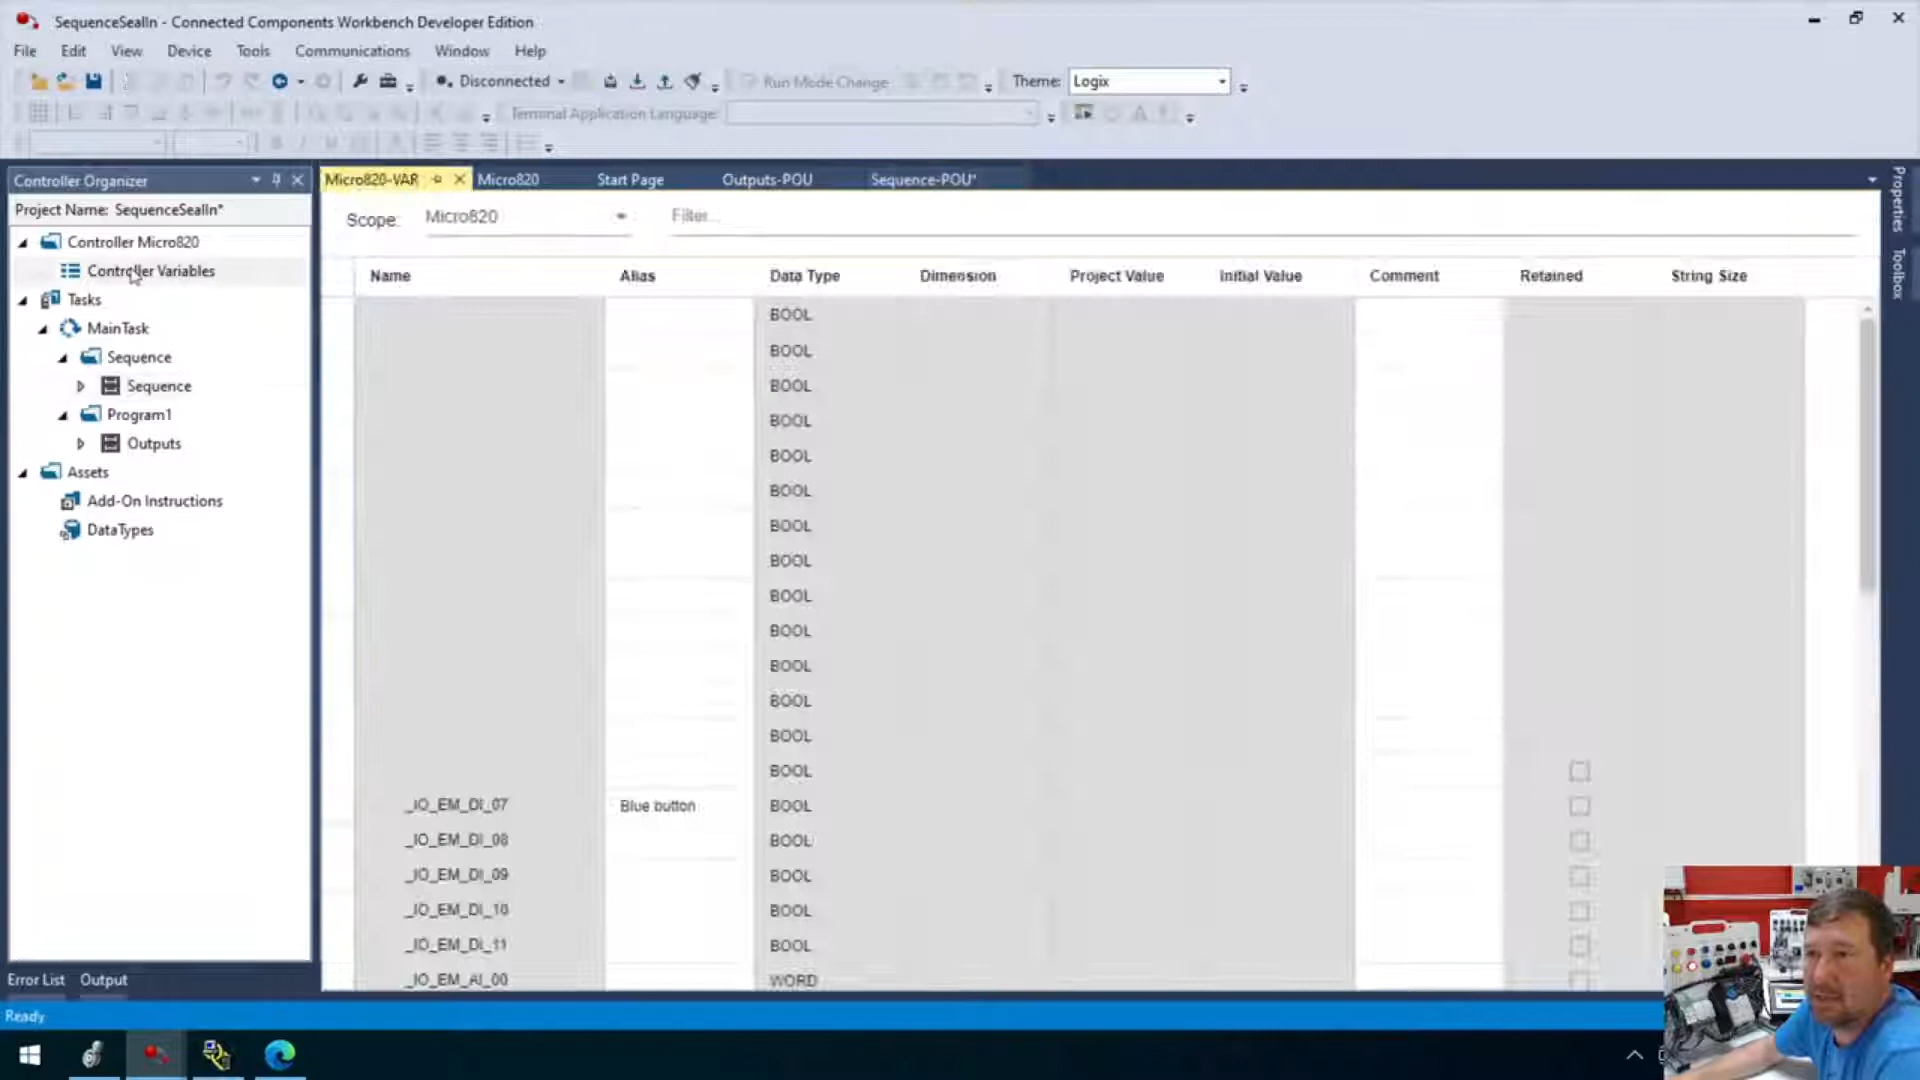 SequenceSealIn - Connected Components Workbench Developer Edition
File Edit View Device Tools Communications Window Help
Disconnected Run Mode Change Theme: Logix
Terminal Application Language:
Controller Organizer
Micro820-VAR Micro820 Start Page Outputs-POU Sequence-POU*
Properties
Toolbox
Project Name: SequenceSealIn*
Scope: Micro820 Filter...
Controller Micro820
Controller Variables
Tasks
MainTask
Sequence
Sequence
Program1
Outputs
Assets
Add-On Instructions
DataTypes
Name Alias Data Type Dimension Project Value Initial Value Comment Retained String Size
BOOL
BOOL
BOOL
BOOL
BOOL
BOOL
BOOL
BOOL
BOOL
BOOL
BOOL
BOOL
BOOL
BOOL
_IO_EM_DI_07 Blue button BOOL
_IO_EM_DI_08 BOOL
_IO_EM_DI_09 BOOL
_IO_EM_DI_10 BOOL
_IO_EM_DI_11 BOOL
_IO_EM_AI_00 WORD
Error List Output
Ready